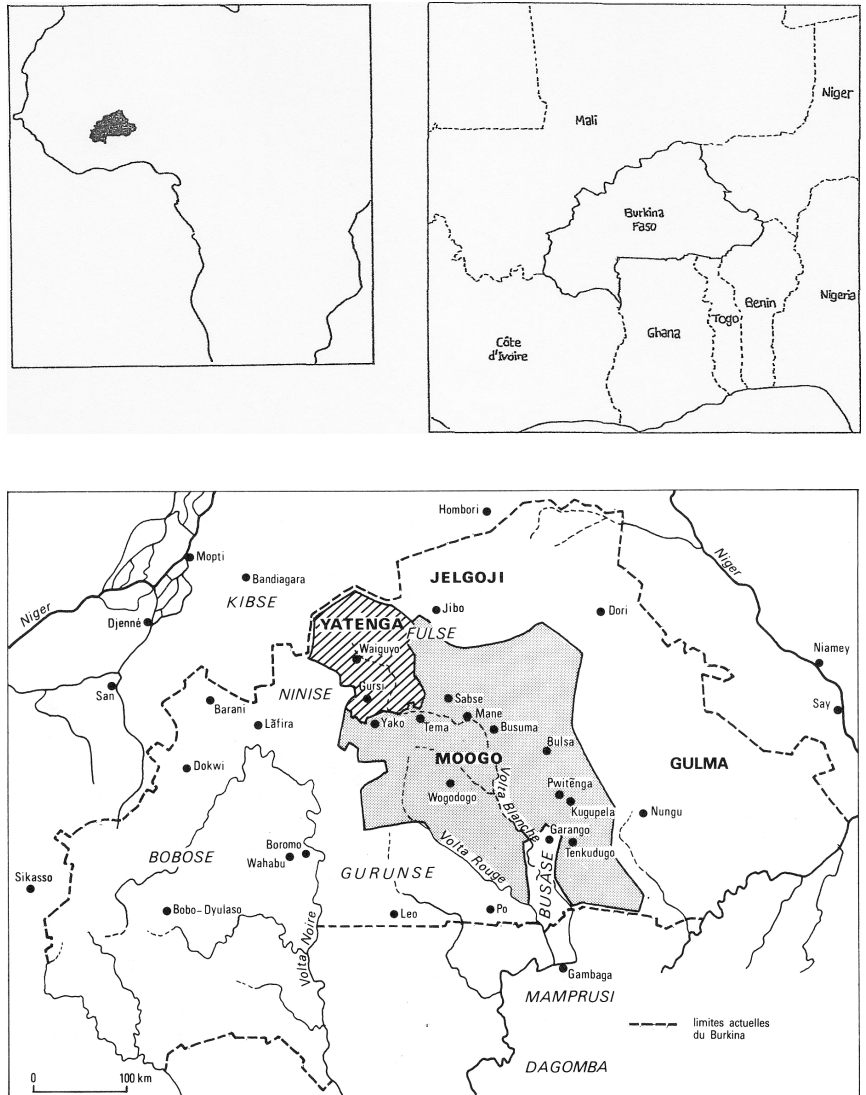 Mali
Niger
Burkina
Faso
Côte
d'Ivoire
Ghana
Togo
Benin
Nigeria
Hombori
Mopti
Bandiagara
KIBSE
JELGOJI
Niger
Niger
Djenné
YATENGA
FULSE
Jibo
Dori
Waiguyo
Niamey
San
NINISE
Gursi
Sabse
Say
Barani
Yako
Tema
Mane
Lãfira
Busuma
Bulsa
Dokwi
MOOGO
GULMA
Wogodogo
Volta Blanche
Pwitẽnga
Kugupela
Nungu
Garango
Tenkudugo
Boromo
Wahabu
BOBOSE
GURUNSE
Volta Rouge
BUSASE
Sikasso
Bobo-Dyulaso
Leo
Po
Volta Noire
Gambaga
MAMPRUSI
limites actuelles
du Burkina
DAGOMBA
0 100 km